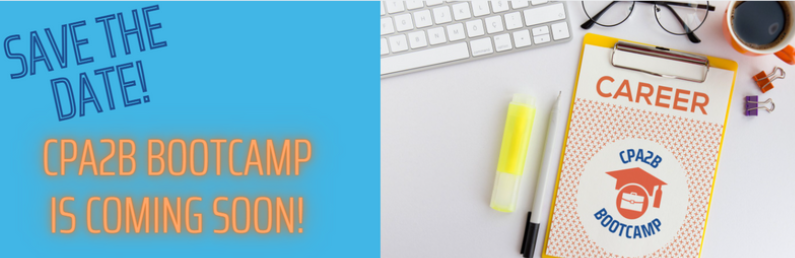 SAVE THE
DATE!
CPA2B BOOTCAMP
IS COMING SOON!
CAREER
CPA2B
BOOTCAMP